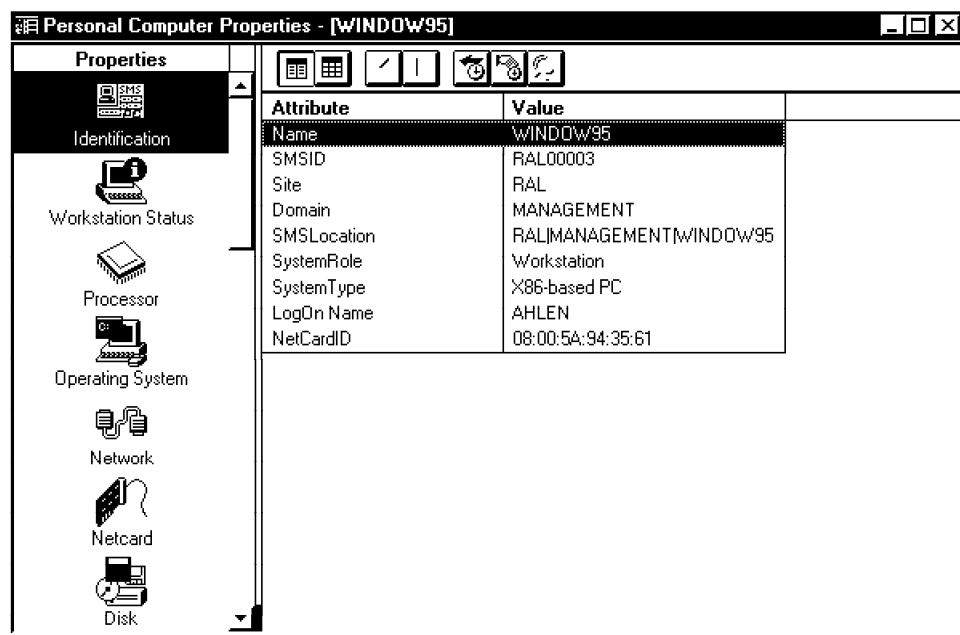 Personal Computer Properties - [WINDOW95]
Properties
SMS
Identification
Workstation Status
Processor
C:
Operating System
Network
Netcard
Disk
Attribute Value
Name WINDOW95
SMSID RAL00003
Site RAL
Domain MANAGEMENT
SMSLocation RAL|MANAGEMENT|WINDOW95
SystemRole Workstation
SystemType X86-based PC
LogOn Name AHLEN
NetCardID 08:00:5A:94:35:61